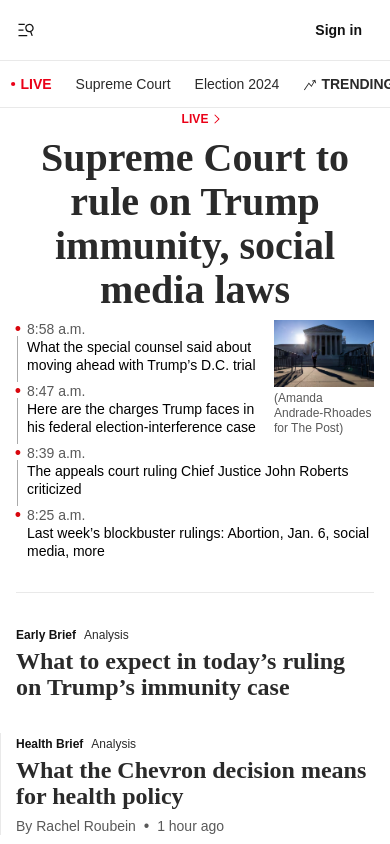 Sign in
• LIVE Supreme Court Election 2024 TRENDING
LIVE
Supreme Court to
rule on Trump
immunity, social
media laws
8:58 a.m.
What the special counsel said about
moving ahead with Trump’s D.C. trial
8:47 a.m.
Here are the charges Trump faces in
his federal election-interference case
8:39 a.m.
The appeals court ruling Chief Justice John Roberts
criticized
8:25 a.m.
Last week’s blockbuster rulings: Abortion, Jan. 6, social
media, more
(Amanda
Andrade-Rhoades
for The Post)
Early Brief Analysis
What to expect in today’s ruling
on Trump’s immunity case
Health Brief Analysis
What the Chevron decision means
for health policy
By Rachel Roubein • 1 hour ago